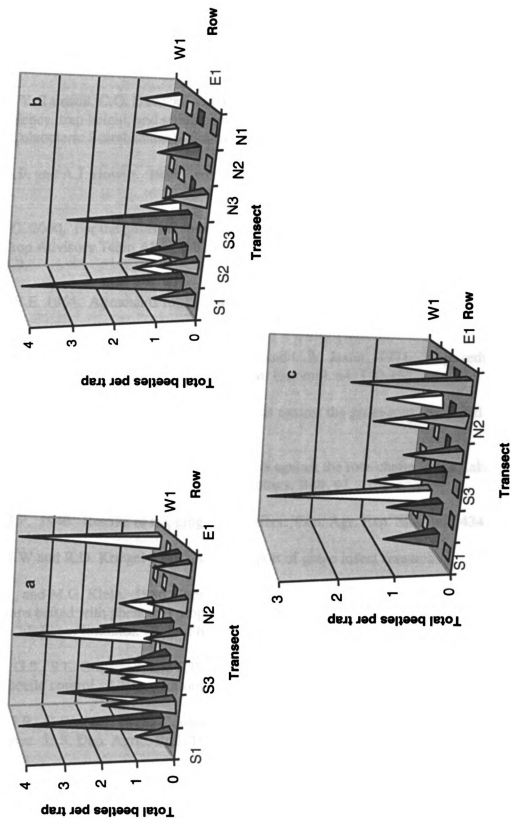 a
4
3
2
1
0
Total beetles per trap
S1
S3
N2
Transect
W1
E1
Row
b
4
3
2
1
0
Total beetles per trap
S1
S2
S3
N3
N2
N1
Transect
W1
E1
Row
c
3
2
1
0
Total beetles per trap
S1
S3
N2
Transect
W1
E1
Row